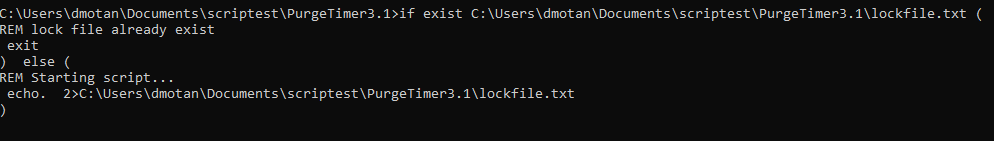 C:\Users\dmotan\Documents\scriptest\PurgeTimer3.1>if exist C:\Users\dmotan\Documents\scriptest\PurgeTimer3.1\lockfile.txt (
REM lock file already exist
 exit
)  else (
REM Starting script...
 echo.  2>C:\Users\dmotan\Documents\scriptest\PurgeTimer3.1\lockfile.txt
)